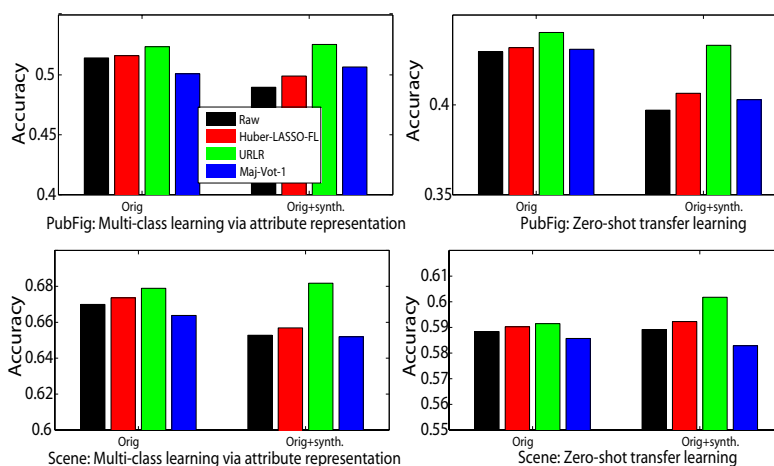 Accuracy
0.5
0.45
0.4
Raw
Huber-LASSO-FL
URLR
Maj-Vot-1
Orig
Orig+synth.
PubFig: Multi-class learning via attribute representation
Accuracy
0.4
0.35
Orig
Orig+synth.
PubFig: Zero-shot transfer learning
Accuracy
0.68
0.66
0.64
0.62
0.6
Orig
Orig+synth.
Scene: Multi-class learning via attribute representation
Accuracy
0.61
0.6
0.59
0.58
0.57
0.56
0.55
Orig
Orig+synth.
Scene: Zero-shot transfer learning